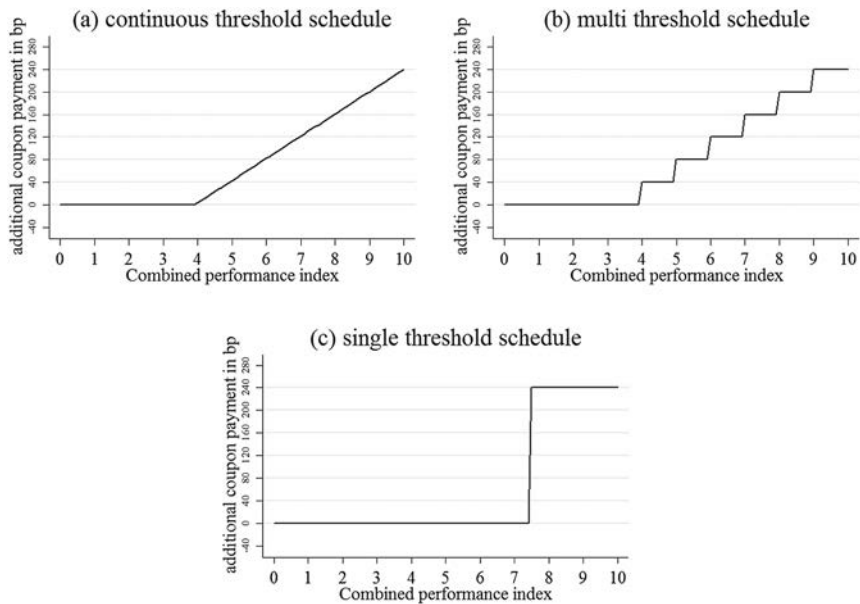 (a) continuous threshold schedule
additional coupon payment in bp
280
240
200
160
120
80
40
0
-40
0 1 2 3 4 5 6 7 8 9 10
Combined performance index
(b) multi threshold schedule
additional coupon payment in bp
280
240
200
160
120
80
40
0
-40
0 1 2 3 4 5 6 7 8 9 10
Combined performance index
(c) single threshold schedule
additional coupon payment in bp
280
240
200
160
120
80
40
0
-40
0 1 2 3 4 5 6 7 8 9 10
Combined performance index